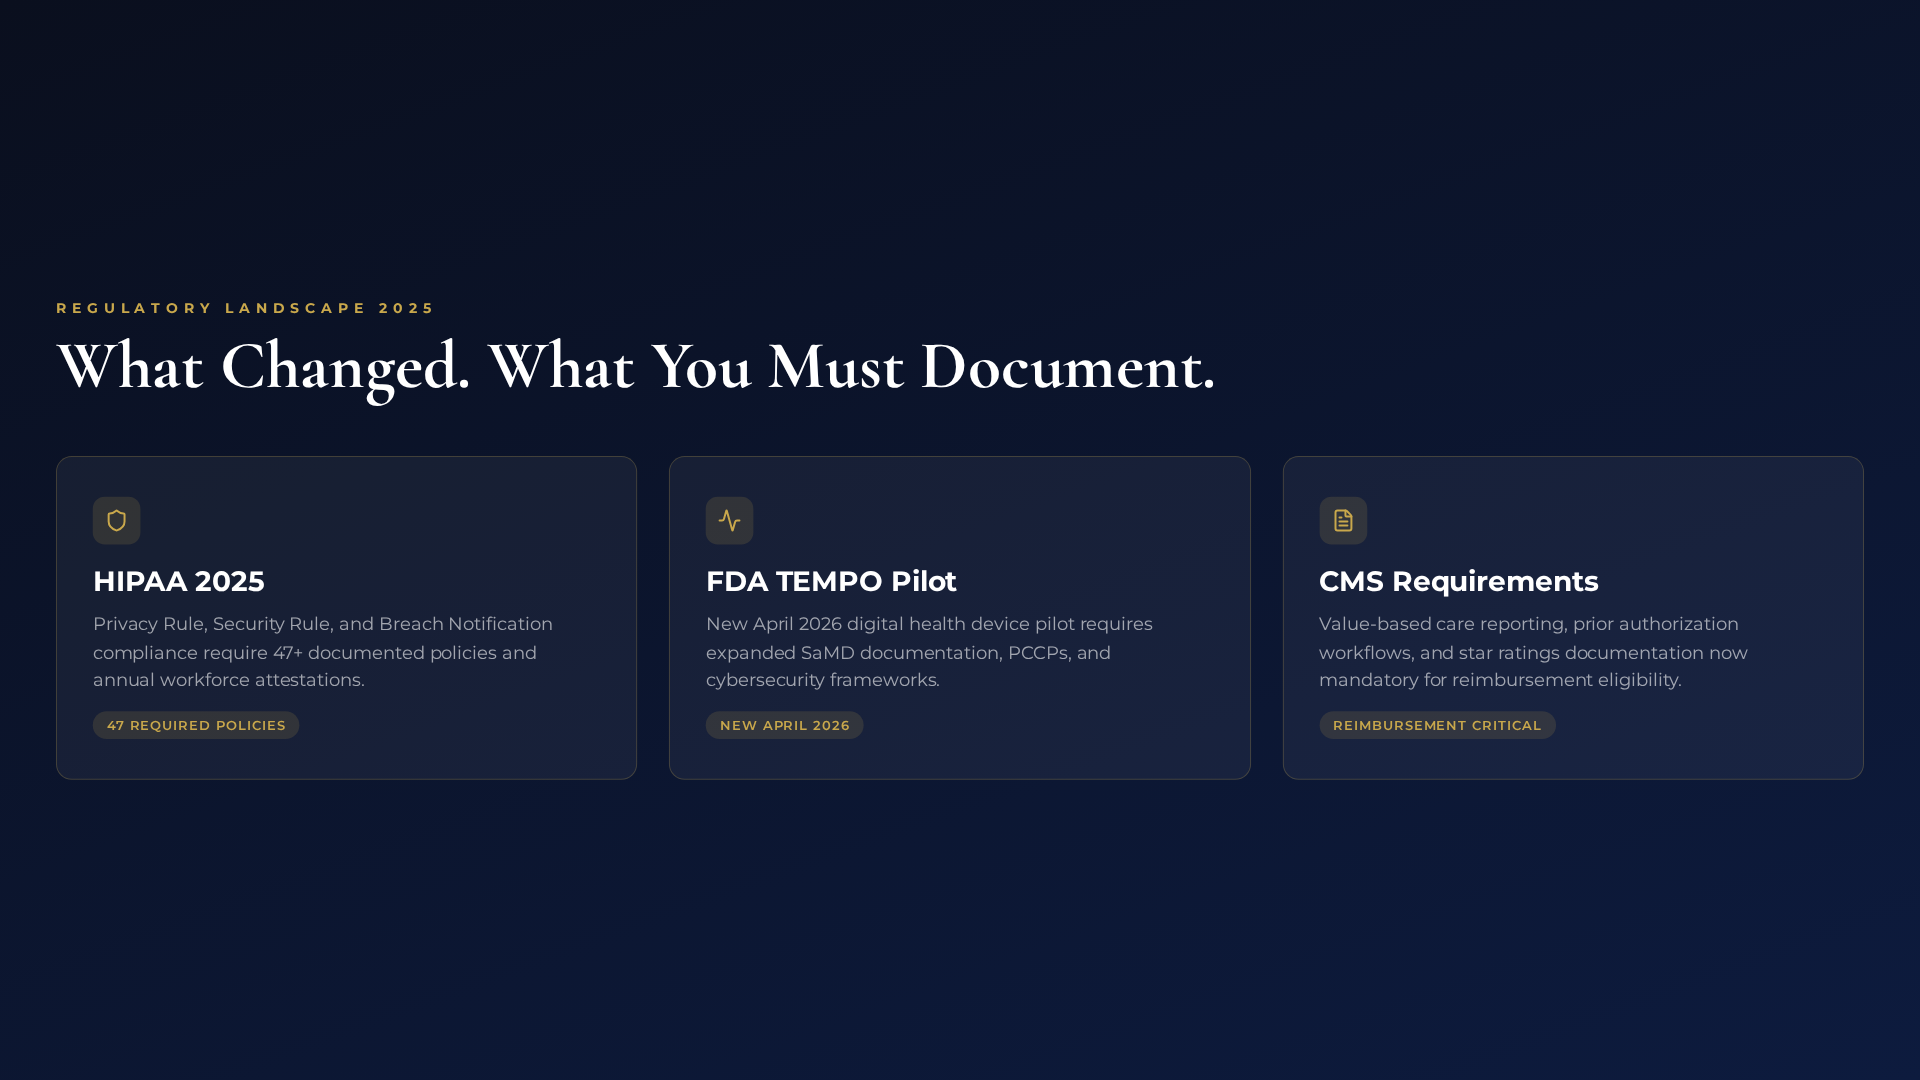 REGULATORY LANDSCAPE 2025
What Changed. What You Must Document.
HIPAA 2025
Privacy Rule, Security Rule, and Breach Notification
compliance require 47+ documented policies and
annual workforce attestations.
47 REQUIRED POLICIES
FDA TEMPO Pilot
New April 2026 digital health device pilot requires
expanded SaMD documentation, PCCPs, and
cybersecurity frameworks.
NEW APRIL 2026
CMS Requirements
Value-based care reporting, prior authorization
workflows, and star ratings documentation now
mandatory for reimbursement eligibility.
REIMBURSEMENT CRITICAL